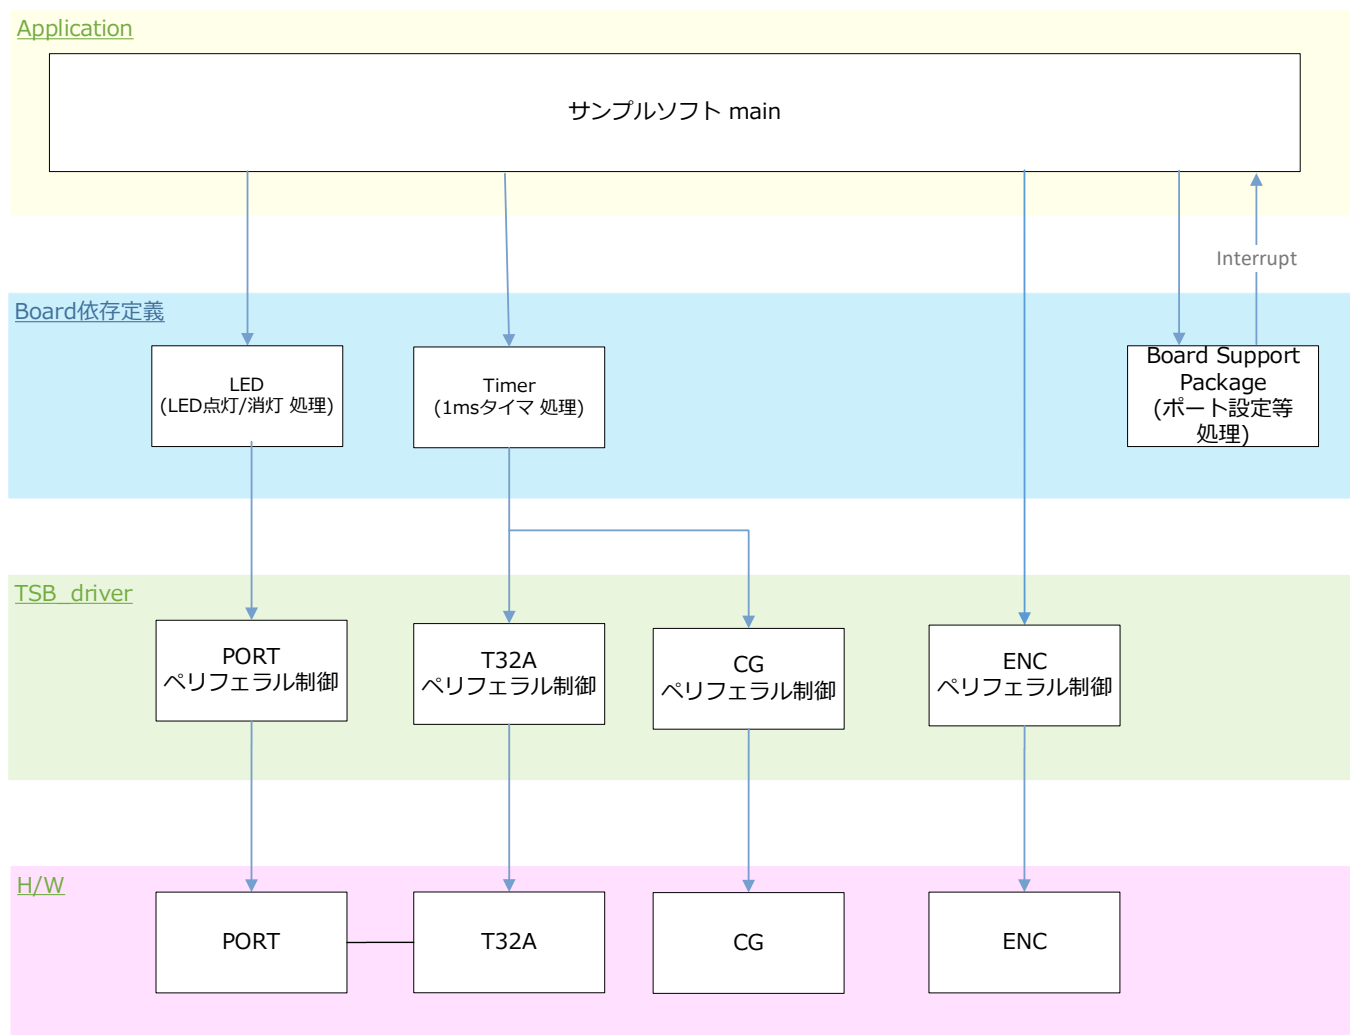 Application
サンプルソフト main
Interrupt
Board依存定義
LED
(LED点灯/消灯 処理)
Timer
(1msタイマ 処理)
Board Support
Package
(ポート設定等
処理)
TSB_driver
PORT
ペリフェラル制御
T32A
ペリフェラル制御
CG
ペリフェラル制御
ENC
ペリフェラル制御
H/W
PORT
T32A
CG
ENC